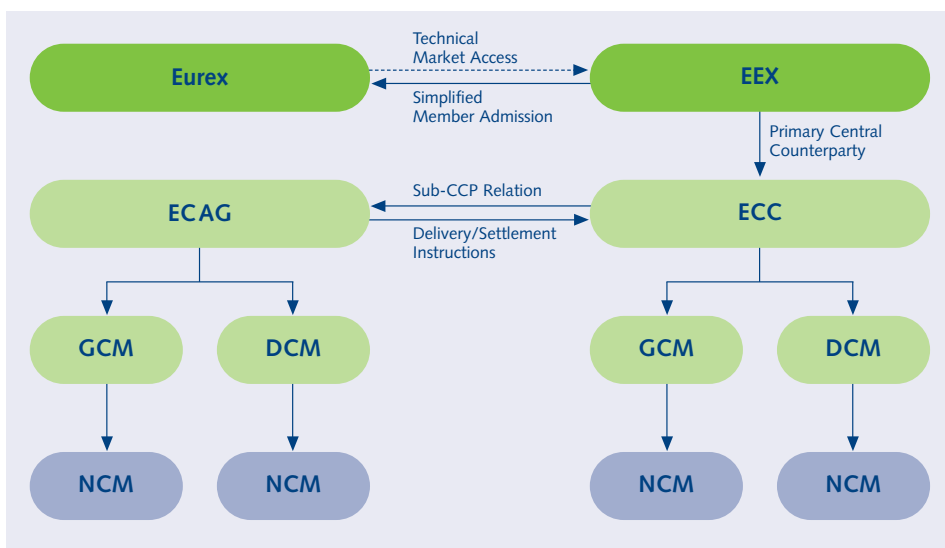 Technical
Market Access
Eurex
EEX
Simplified
Member Admission
Primary Central
Counterparty
Sub-CCP Relation
ECAG
ECC
Delivery/Settlement
Instructions
GCM
DCM
GCM
DCM
NCM
NCM
NCM
NCM